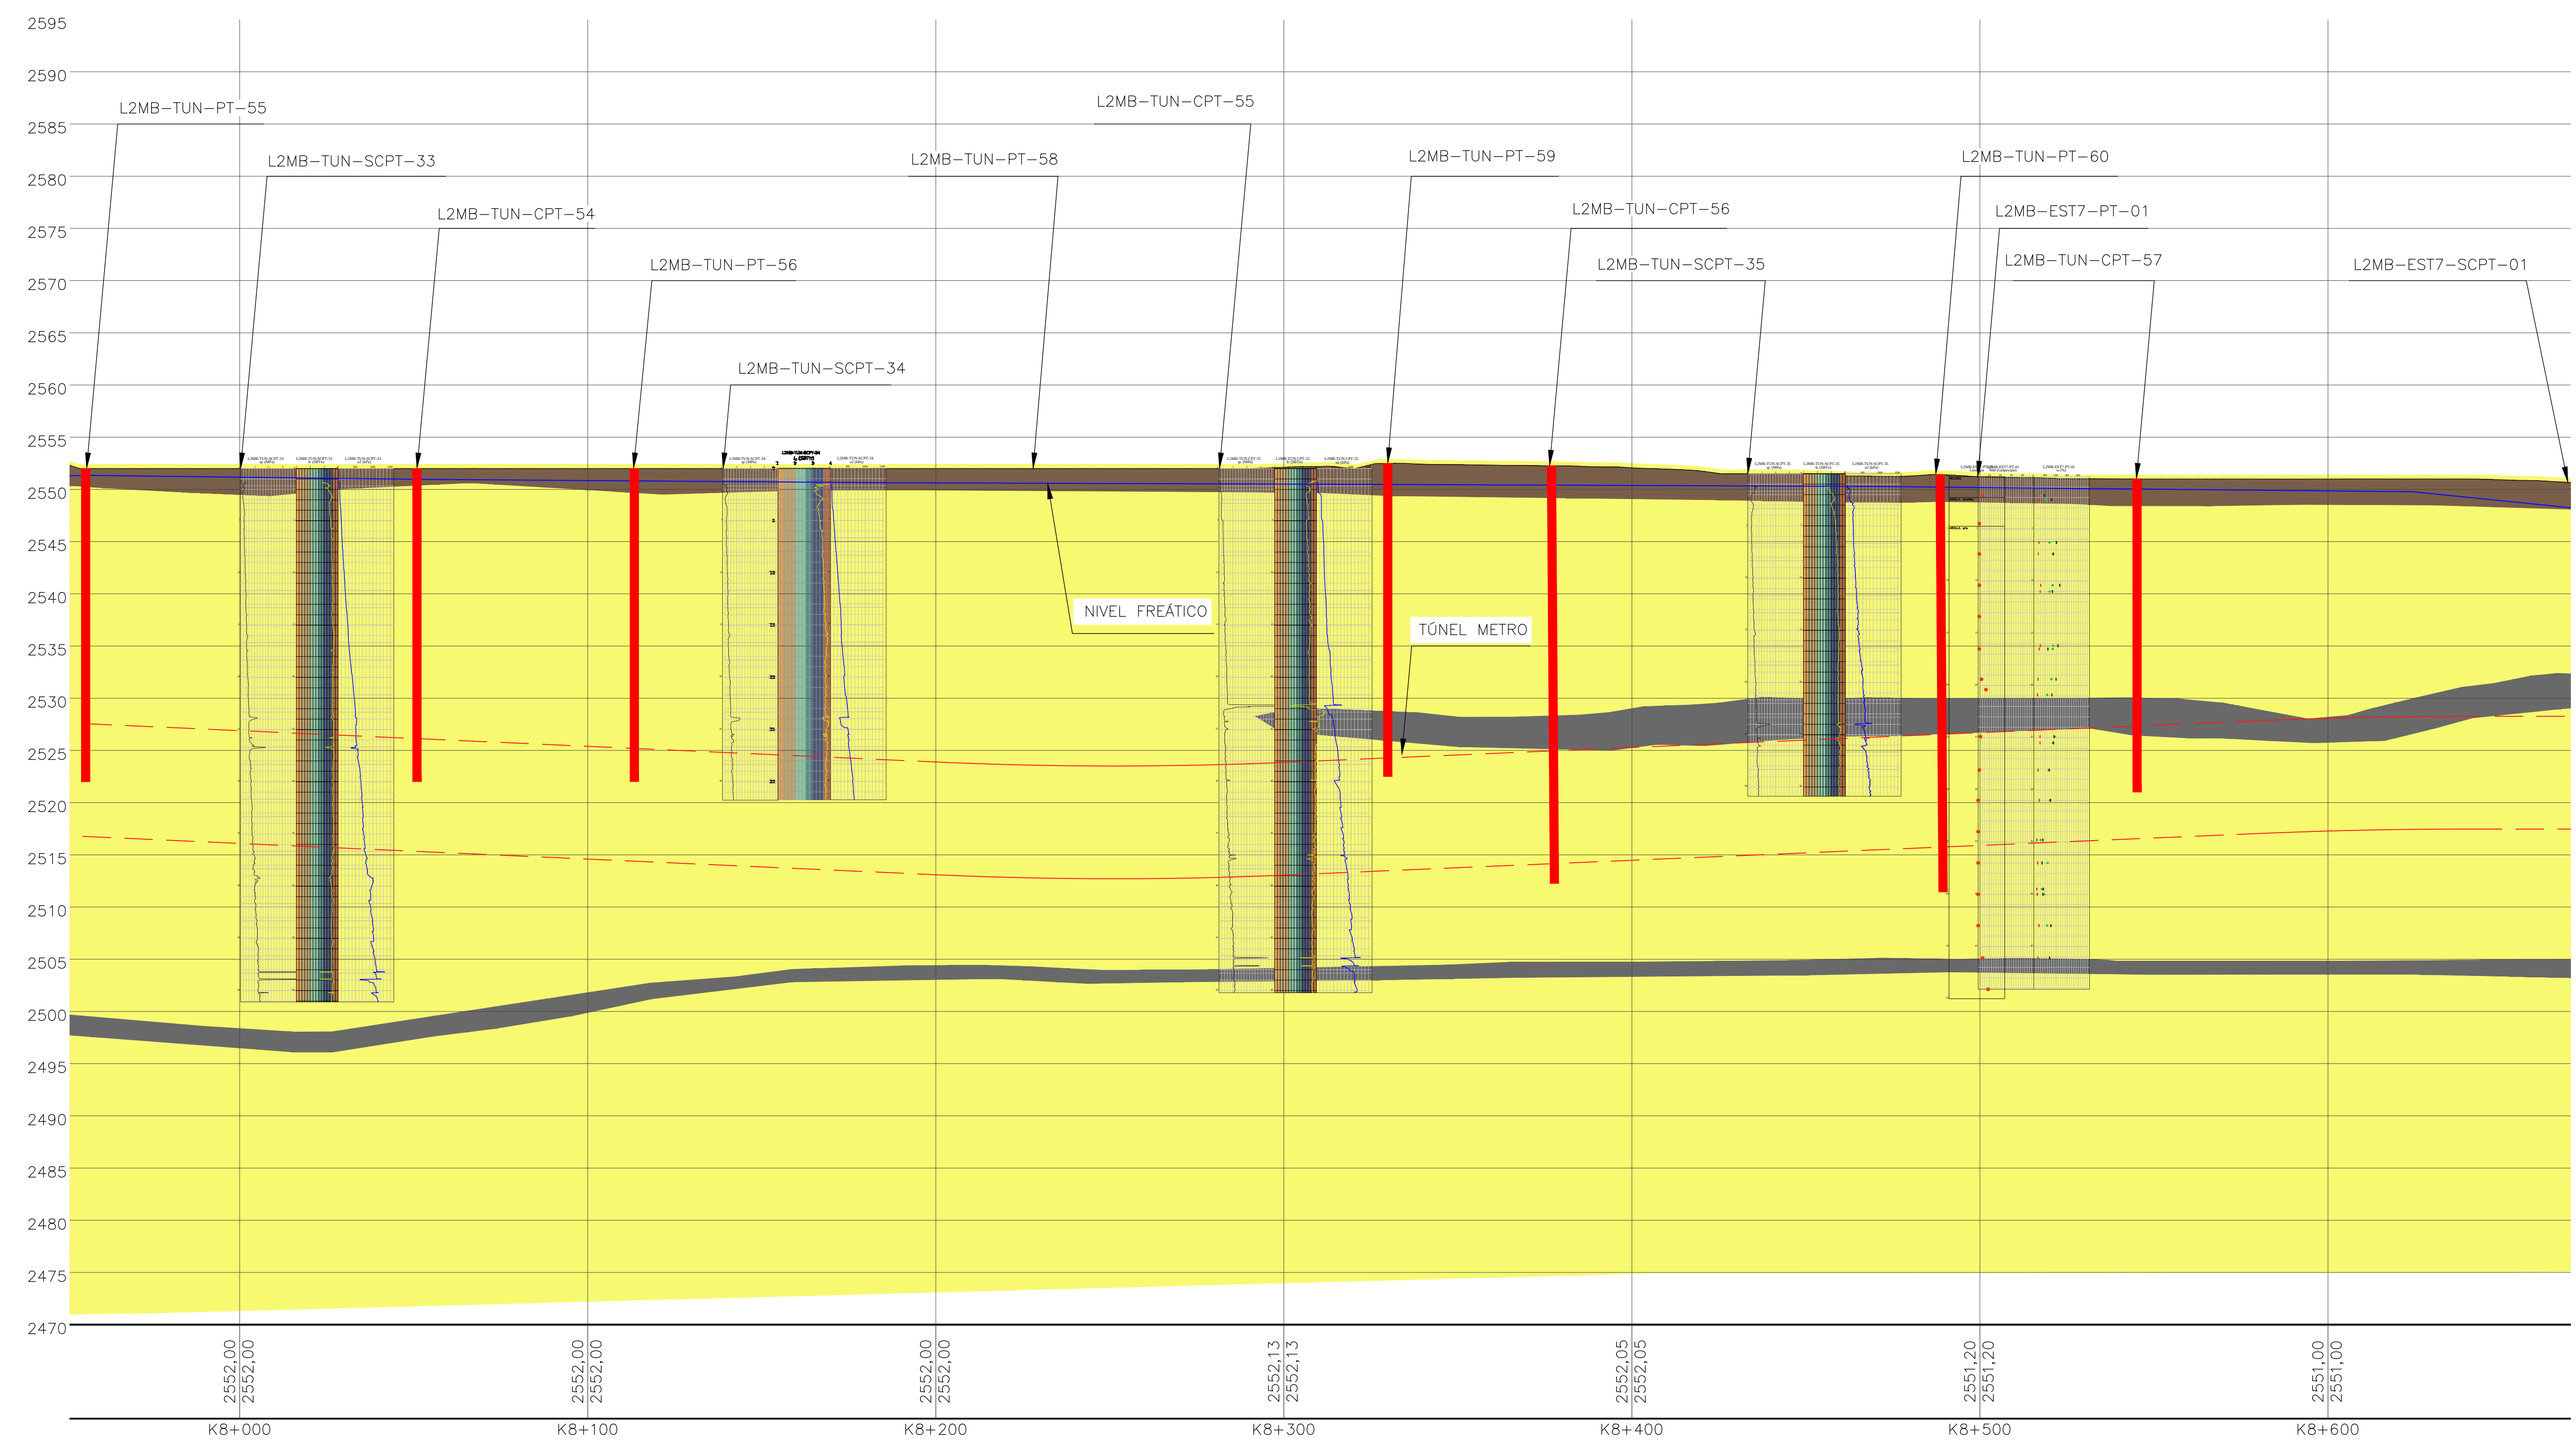 2595
2590
2585
2580
2575
2570
2565
2560
2555
2550
2545
2540
2535
2530
2525
2520
2515
2510
2505
2500
2495
2490
2485
2480
2475
2470
L2MB-TUN-PT-55
L2MB-TUN-SCPT-33
L2MB-TUN-CPT-54
L2MB-TUN-PT-56
L2MB-TUN-SCPT-34
L2MB-TUN-PT-58
L2MB-TUN-CPT-55
L2MB-TUN-PT-59
L2MB-TUN-CPT-56
L2MB-TUN-SCPT-35
L2MB-TUN-PT-60
L2MB-EST7-PT-01
L2MB-TUN-CPT-57
L2MB-EST7-SCPT-01
NIVEL FREÁTICO
TÚNEL METRO
2552,00
2552,00
2552,00
2552,00
2552,00
2552,00
2552,13
2552,13
2552,05
2552,05
2551,20
2551,20
2551,00
2551,00
K8+000
K8+100
K8+200
K8+300
K8+400
K8+500
K8+600